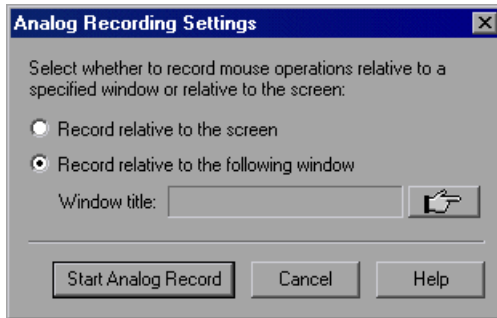 Analog Recording Settings
Select whether to record mouse operations relative to a
specified window or relative to the screen:
Record relative to the screen
Record relative to the following window
Window title:
Start Analog Record Cancel Help